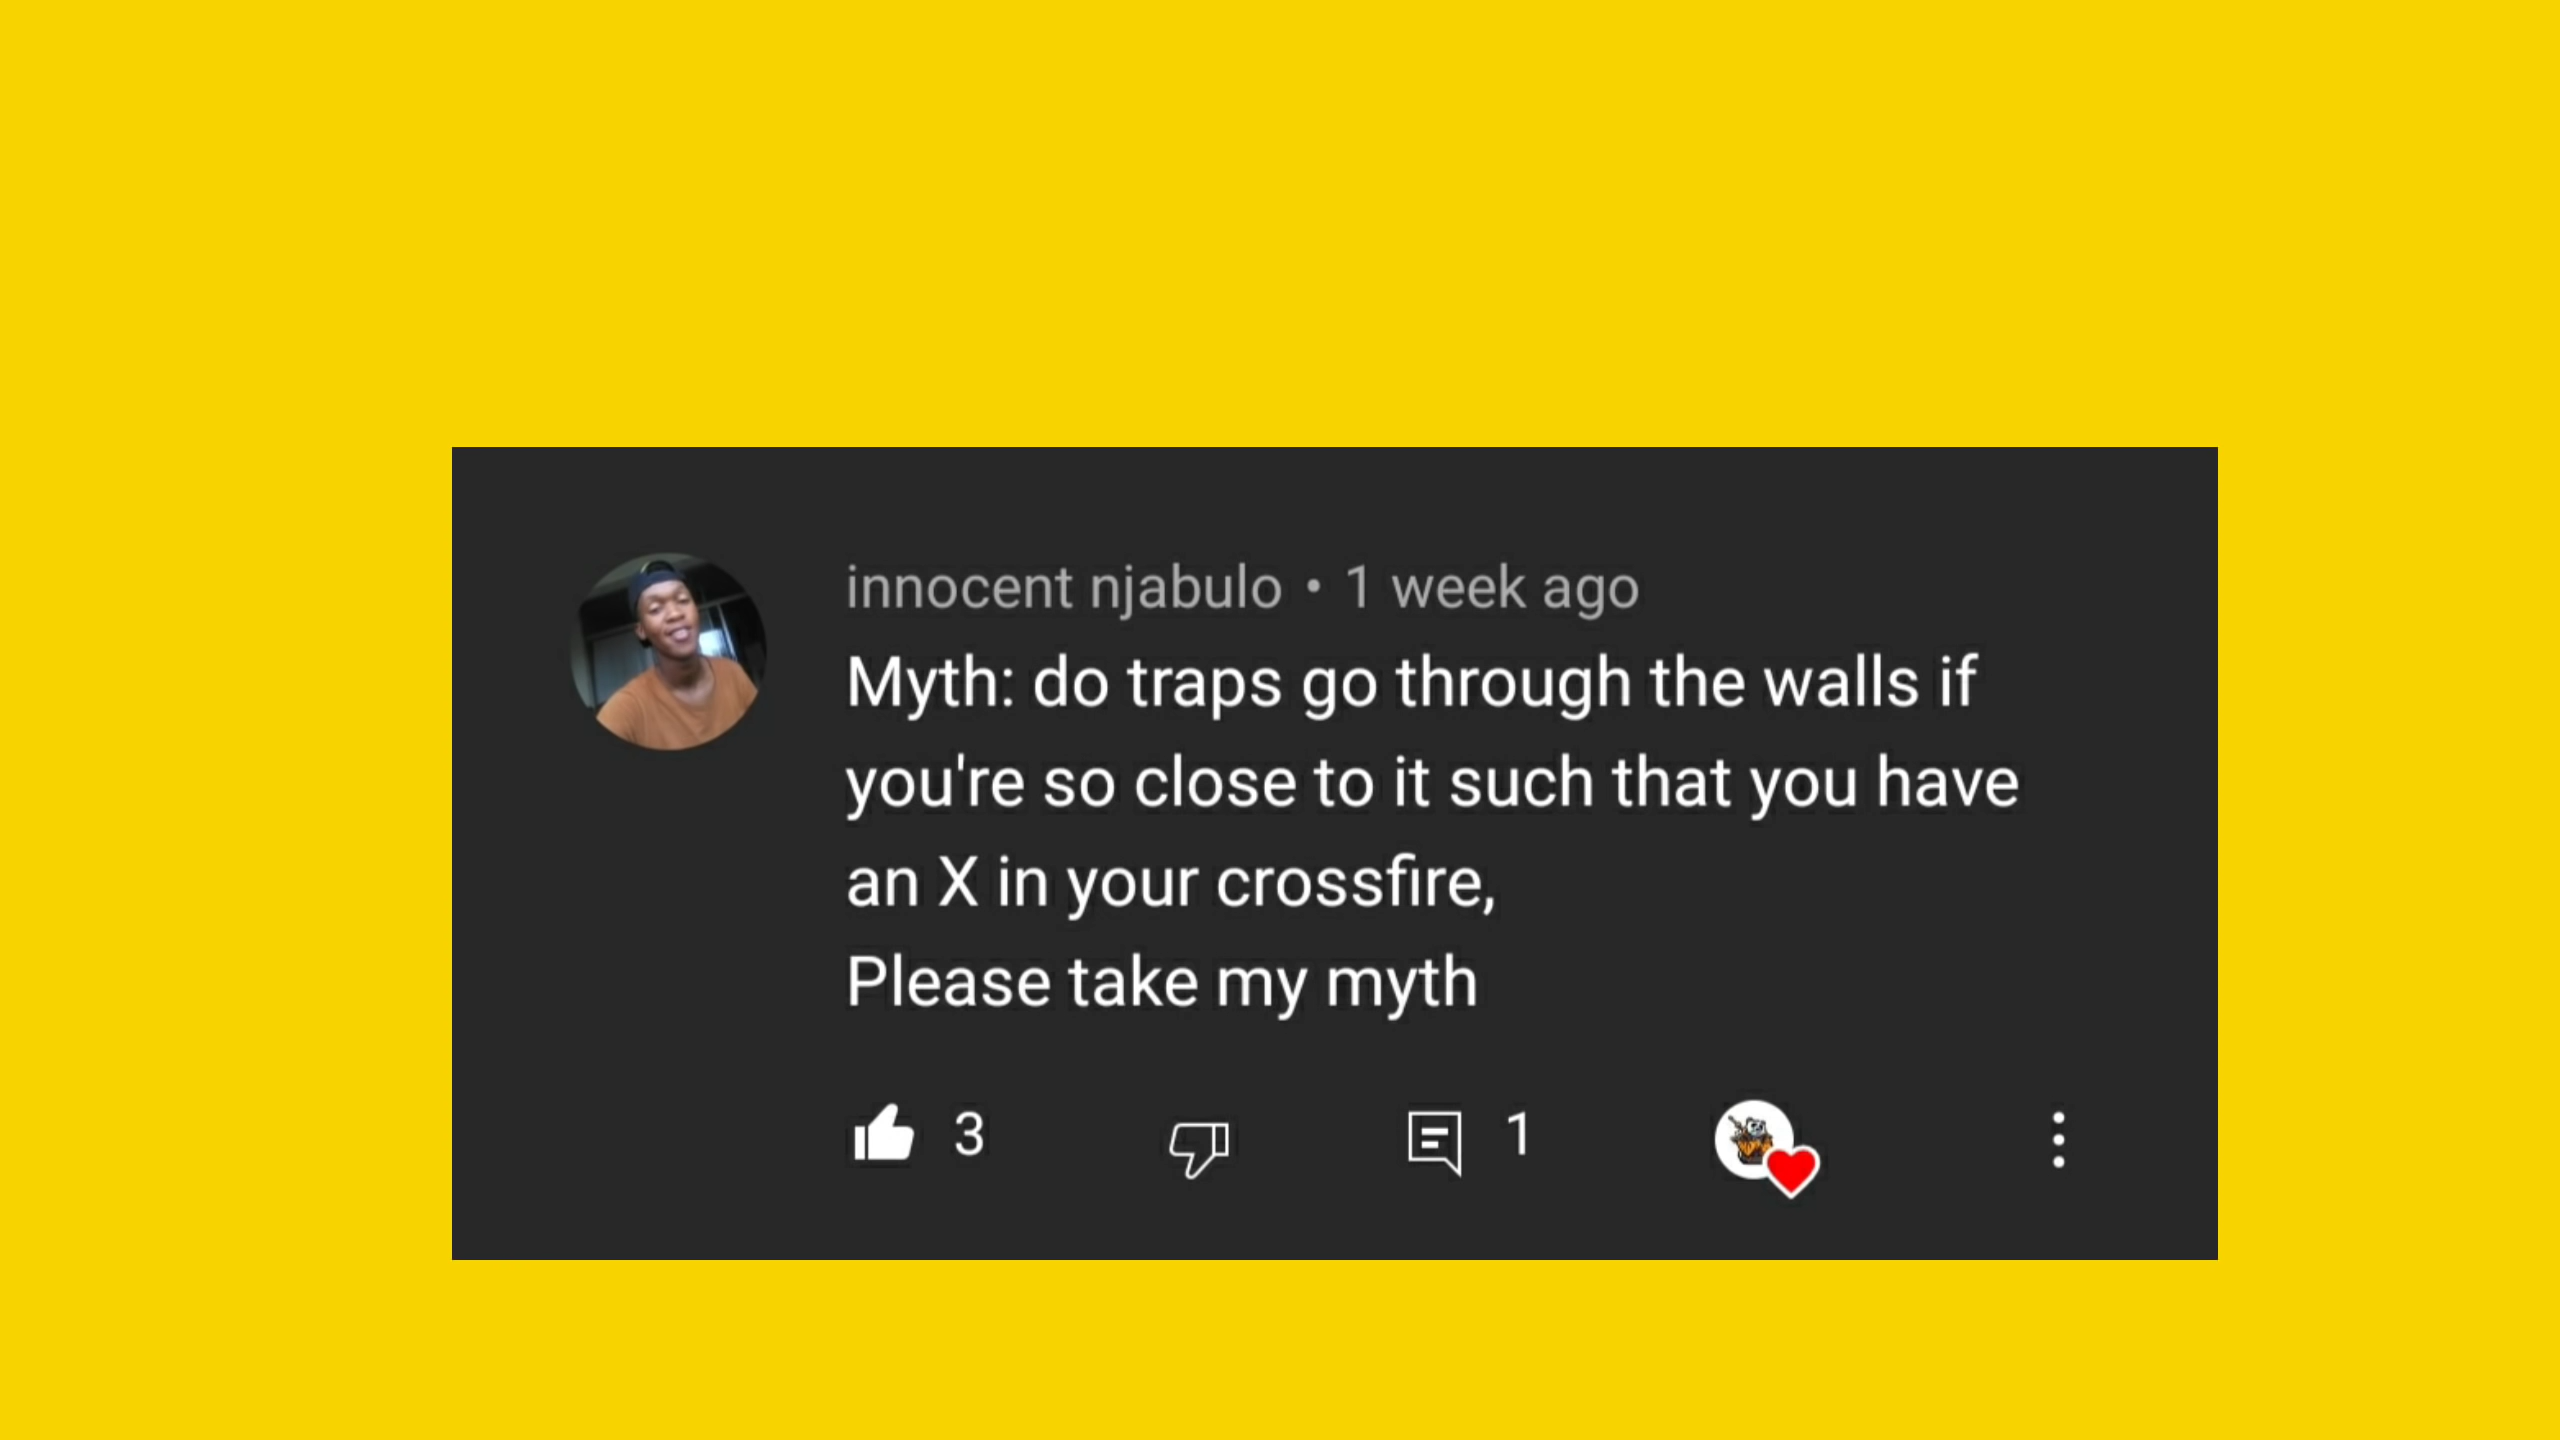 innocent njabulo • 1 week ago
Myth: do traps go through the walls if
you're so close to it such that you have
an X in your crossfire,
Please take my myth
3 1